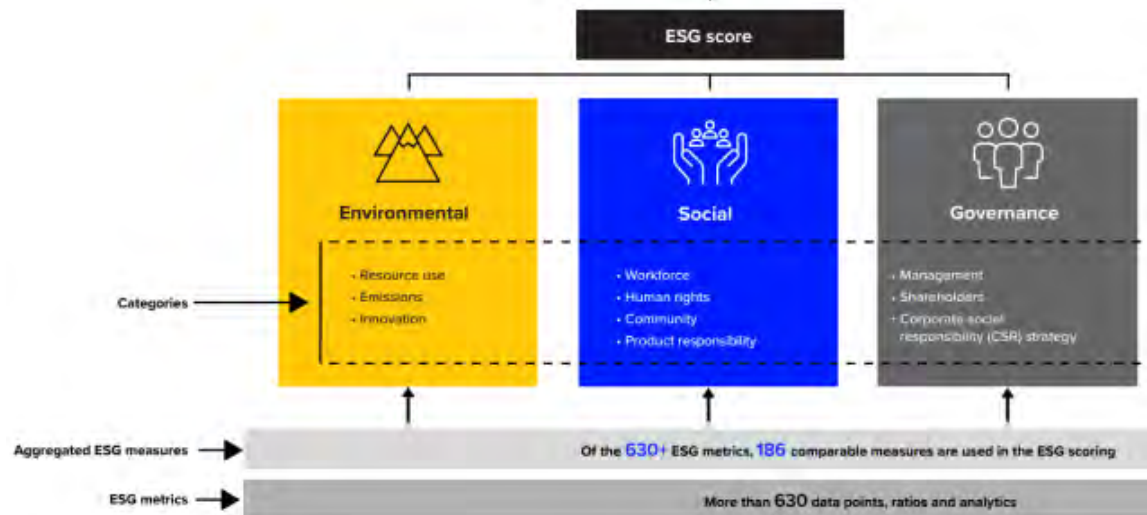 ESG score
Environmental
Social
Governance
Categories
• Resource use
• Emissions
• Innovation
• Workforce
• Human rights
• Community
• Product responsibility
• Management
• Shareholders
• Corporate social
responsibility (CSR) strategy
Aggregated ESG measures
Of the 630+ ESG metrics, 186 comparable measures are used in the ESG scoring
ESG metrics
More than 630 data points, ratios and analytics